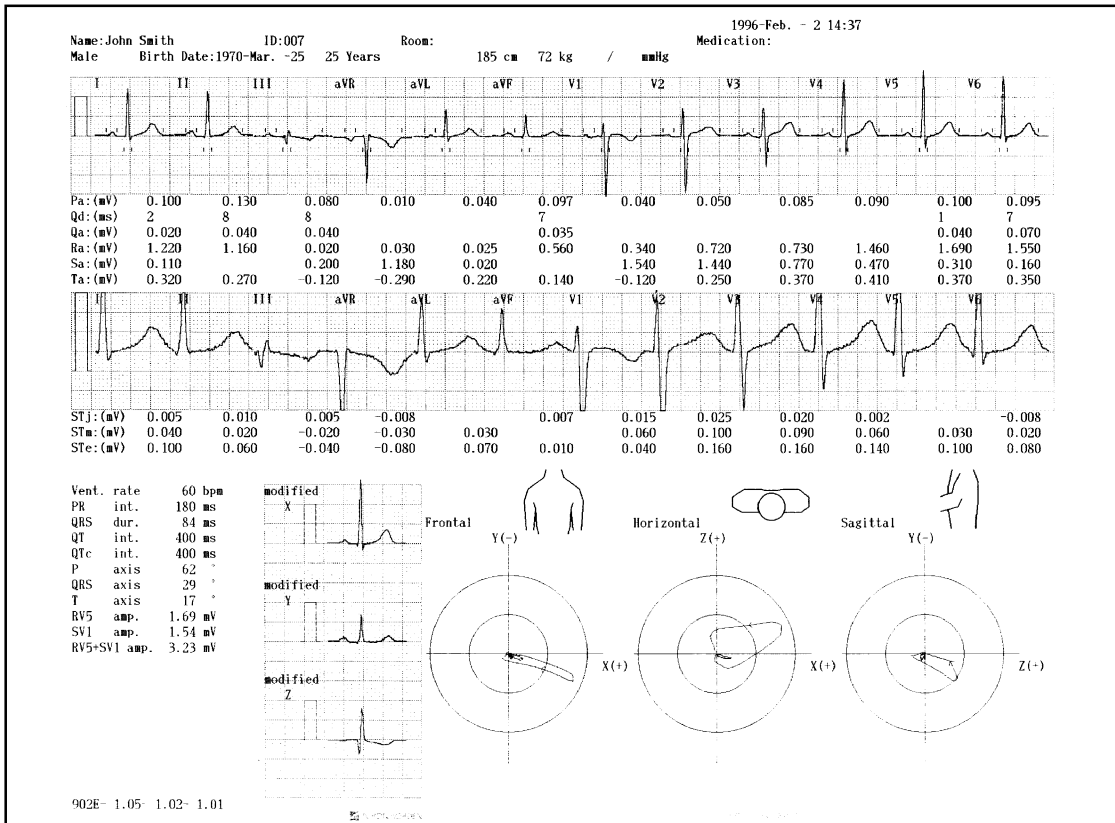 1996-Feb. - 2 14:37
Name:John Smith ID:007 Room: Medication:
Male Birth Date:1970-Mar. -25 25 Years 185 cm 72 kg / mmHg
I II III aVR aVL aVF V1 V2 V3 V4 V5 V6
Pa:(mV) 0.100 0.130 0.080 0.010 0.040 0.097 0.040 0.050 0.085 0.090 0.100 0.095
Qd:(ms) 2 8 8 7 1 7
Qa:(mV) 0.020 0.040 0.040 0.035 0.040 0.070
Ra:(mV) 1.220 1.160 0.020 0.030 0.025 0.560 0.340 0.720 0.730 1.460 1.690 1.550
Sa:(mV) 0.110 0.200 1.180 0.020 1.540 1.440 0.770 0.470 0.310 0.160
Ta:(mV) 0.320 0.270 -0.120 -0.290 0.220 0.140 -0.120 0.250 0.370 0.410 0.370 0.350
I II III aVR aVL aVF V1 V2 V3 V4 V5 V6
STj:(mV) 0.005 0.010 0.005 -0.008 0.007 0.015 0.025 0.020 0.002 -0.008
STm:(mV) 0.040 0.020 -0.020 -0.030 0.030 0.060 0.100 0.090 0.060 0.030 0.020
STe:(mV) 0.100 0.060 -0.040 -0.080 0.070 0.010 0.040 0.160 0.160 0.140 0.100 0.080
Vent. rate 60 bpm
PR int. 180 ms
QRS dur. 84 ms
QT int. 400 ms
QTc int. 400 ms
P axis 62 °
QRS axis 29 °
T axis 17 °
RV5 amp. 1.69 mV
SV1 amp. 1.54 mV
RV5+SV1 amp. 3.23 mV
modified
X
modified
Y
modified
Z
Frontal
Y(-)
X(+)
Horizontal
Z(+)
X(+)
Sagittal
Y(-)
Z(+)
902E- 1.05- 1.02- 1.01